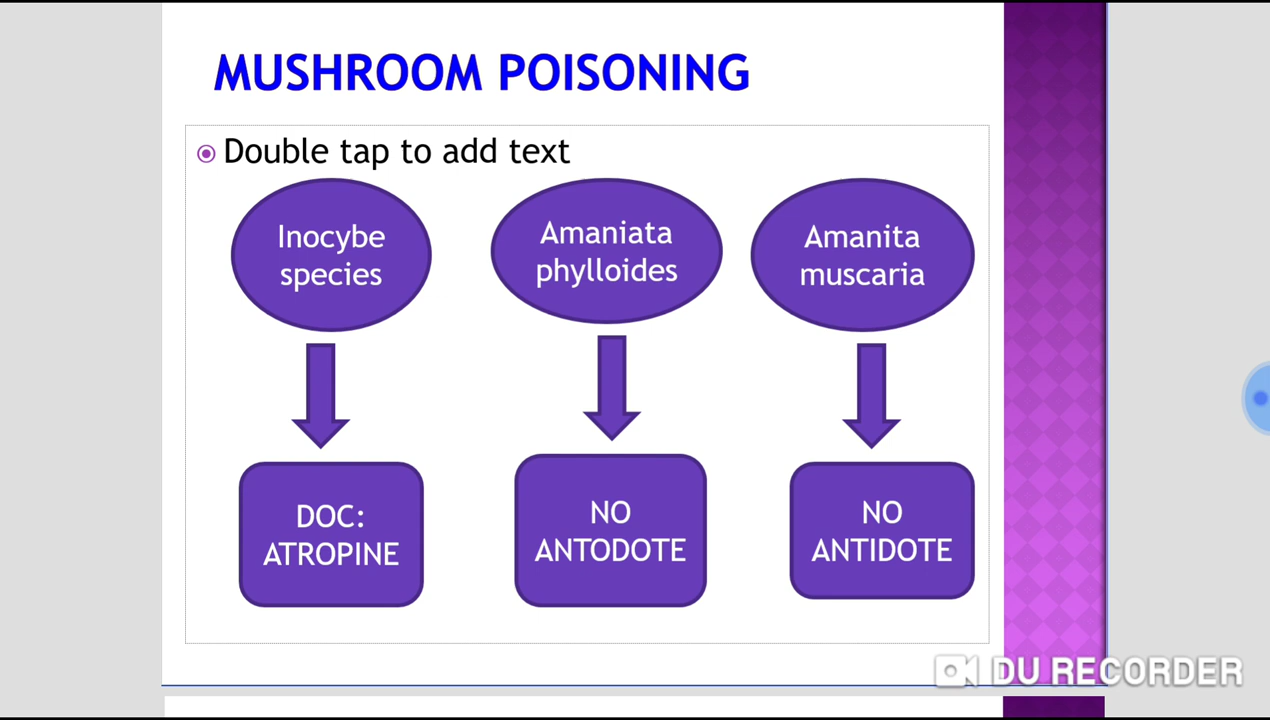 MUSHROOM POISONING
Double tap to add text
Inocybe
species
Amaniata
phylloides
Amanita
muscaria
DOC:
ATROPINE
NO
ANTODOTE
NO
ANTIDOTE
DU RECORDER